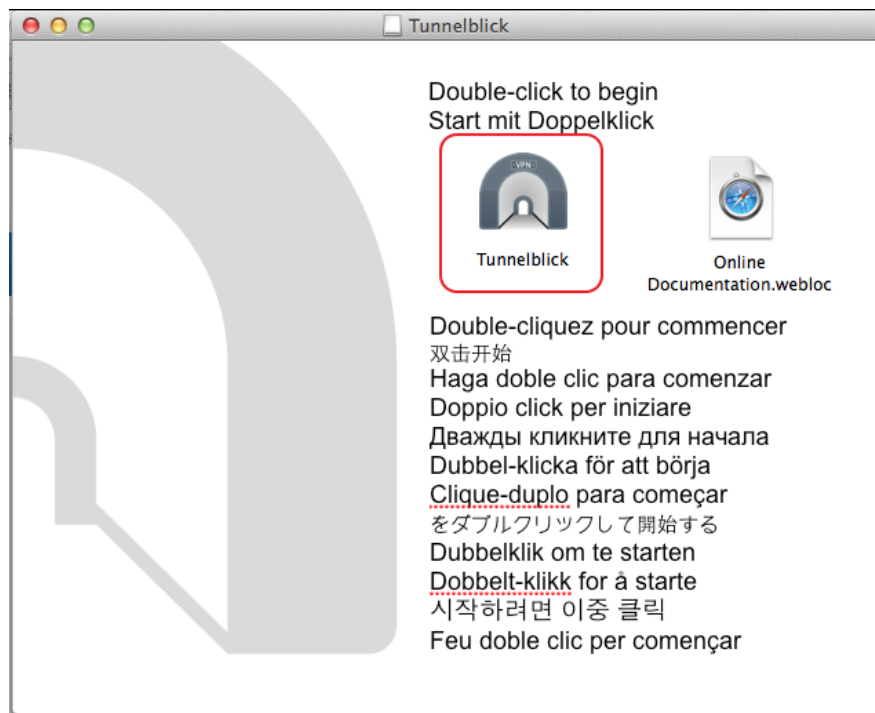 Tunnelblick
Double-click to begin
Start mit Doppelklick
VPN
Tunnelblick
Online
Documentation.webloc
Double-cliquez pour commencer
双击开始
Haga doble clic para comenzar
Doppio click per iniziare
Дважды кликните для начала
Dubbel-klicka för att börja
Clique-duplo para começar
をダブルクリックして開始する
Dubbelklik om te starten
Dobbelt-klikk for å starte
시작하려면 이중 클릭
Feu doble clic per començar